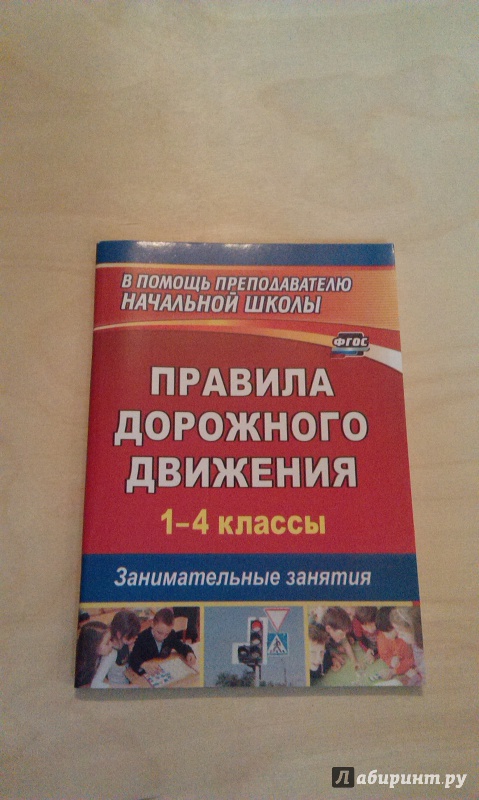 В ПОМОЩЬ ПРЕПОДАВАТЕЛЮ
НАЧАЛЬНОЙ ШКОЛЫ
ФГОС
ПРАВИЛА
ДОРОЖНОГО
ДВИЖЕНИЯ
1–4 классы
Занимательные занятия
Лабиринт.ру